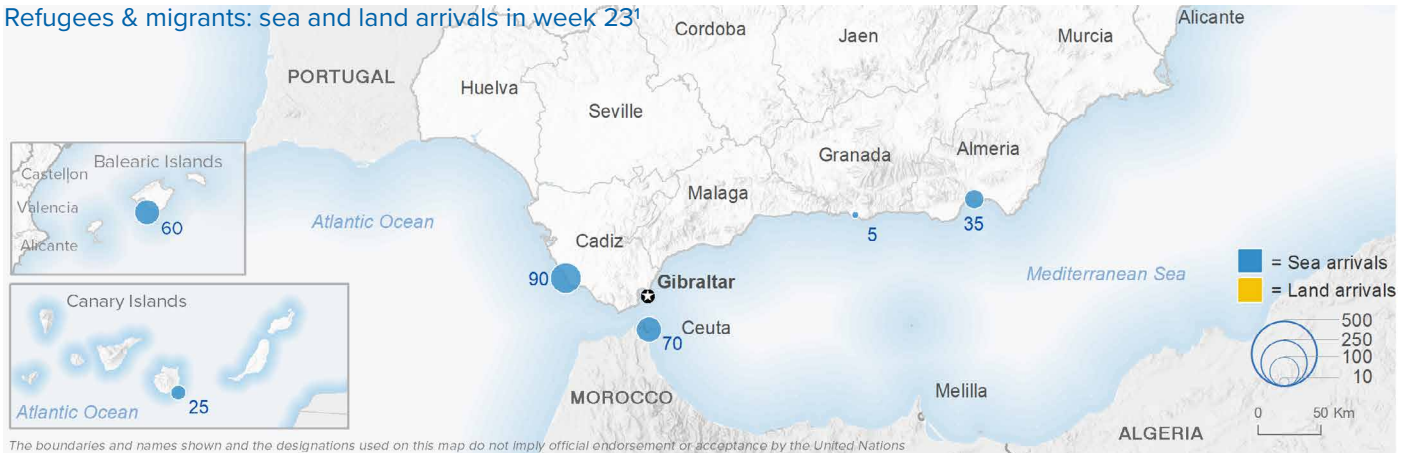 Refugees & migrants: sea and land arrivals in week 23¹
Alicante
Cordoba
Jaen
Murcia
PORTUGAL
Huelva
Seville
Granada
Almeria
Malaga
Balearic Islands
Castellon
Valencia
60
Alicante
Atlantic Ocean
5
35
Cadiz
90
Gibraltar
Mediterranean Sea
= Sea arrivals
= Land arrivals
Canary Islands
Ceuta
70
500
250
100
10
25
Atlantic Ocean
MOROCCO
Melilla
0 50 Km
ALGERIA
The boundaries and names shown and the designations used on this map do not imply official endorsement or acceptance by the United Nations